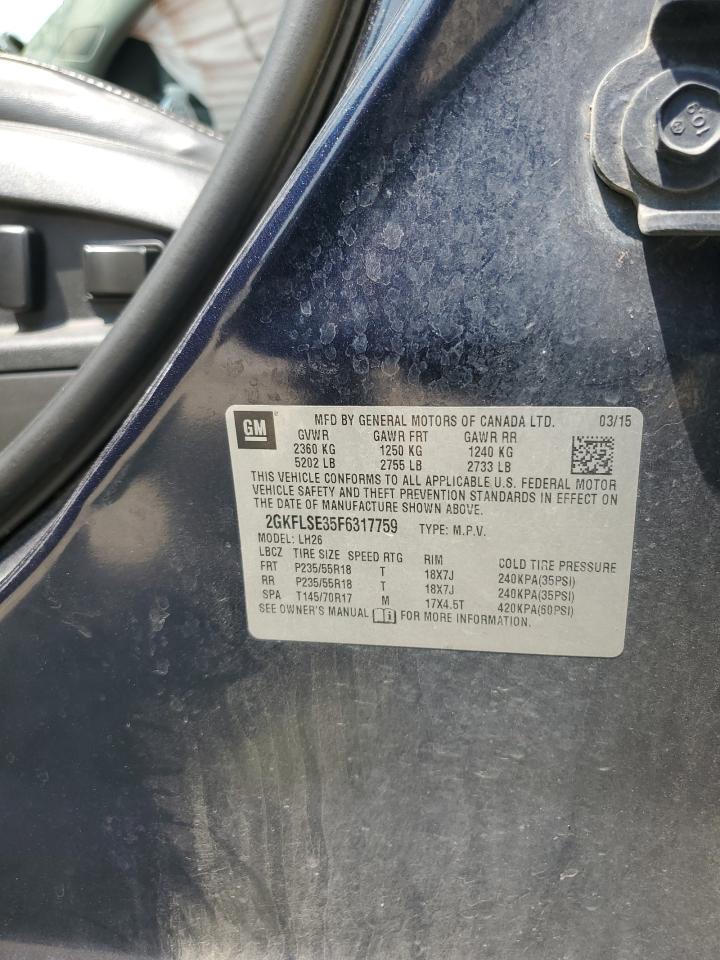 109
GM
MFD BY GENERAL MOTORS OF CANADA LTD. 03/15
GVWR GAWR FRT GAWR RR
2360 KG 1250 KG 1240 KG
5202 LB 2755 LB 2733 LB
THIS VEHICLE CONFORMS TO ALL APPLICABLE U.S. FEDERAL MOTOR
VEHICLE SAFETY AND THEFT PREVENTION STANDARDS IN EFFECT ON
THE DATE OF MANUFACTURE SHOWN ABOVE.
2GKFLSE35F6317759 TYPE: M.P.V.
MODEL: LH26
LBCZ TIRE SIZE SPEED RTG RIM COLD TIRE PRESSURE
FRT P235/55R18 T 18X7J 240KPA(35PSI)
RR P235/55R18 T 18X7J 240KPA(35PSI)
SPA T145/70R17 M 17X4.5T 420KPA(60PSI)
SEE OWNER'S MANUAL FOR MORE INFORMATION.